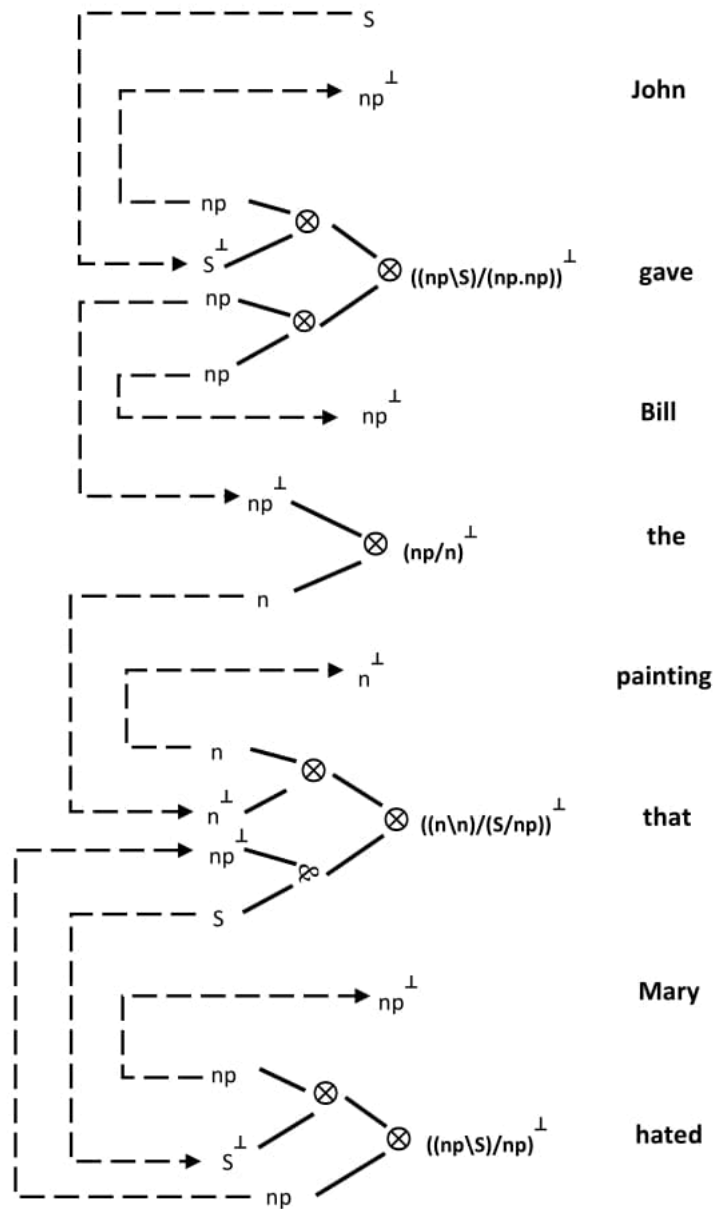 S
np⊥ John
np
⊗
S⊥
⊗ ((np\S)/(np.np))⊥ gave
np
⊗
np
np⊥ Bill
np⊥
⊗ (np/n)⊥ the
n
n⊥ painting
n
⊗
n⊥
⊗ ((n\n)/(S/np))⊥ that
np⊥
⅋
S
np⊥ Mary
np
⊗
⊗ ((np\S)/np)⊥ hated
S⊥
np